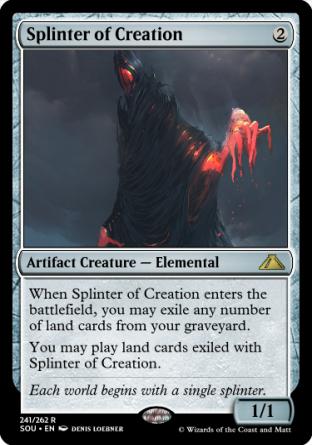 Splinter of Creation 2
Artifact Creature — Elemental
When Splinter of Creation enters the
battlefield, you may exile any number
of land cards from your graveyard.
You may play land cards exiled with
Splinter of Creation.
Each world begins with a single splinter.
1/1
241/262 R
SOU • EN DENIS LOEBNER © Wizards of the Coast and Matt